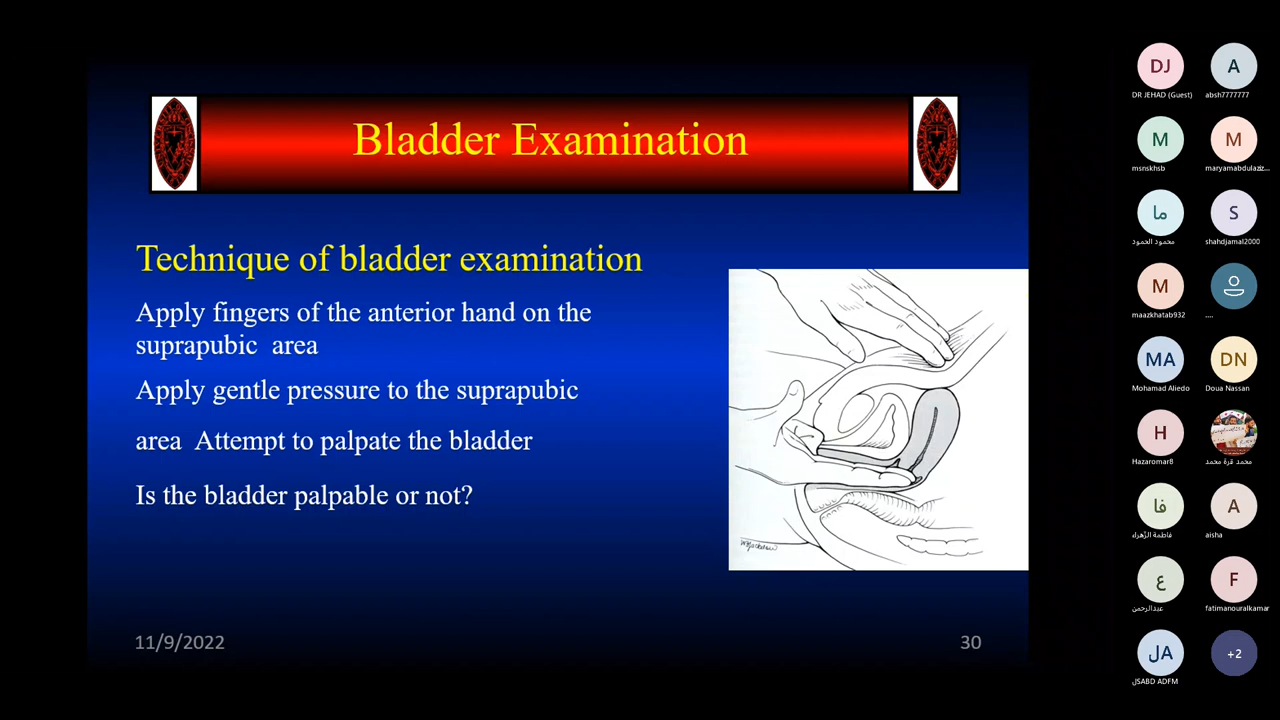 Bladder Examination
Technique of bladder examination
Apply fingers of the anterior hand on the
suprapubic area
Apply gentle pressure to the suprapubic
area Attempt to palpate the bladder
Is the bladder palpable or not?
11/9/2022
30
DJ
DR JEHAD (Guest)
A
absh7777777
M
msnskhsb
M
maryamabdulaziz...
ما
محمود الحمود
S
shahdjamal2000
M
maazkhatab932
....
MA
Mohamad Aliedo
DN
Doua Nassan
H
Hazaromar8
محمد قرة محمد
فا
فاطمة الزهراء
A
aisha
ع
عبدالرحمن
F
fatimanouralkamar
JA
JSABD ADFM
+2